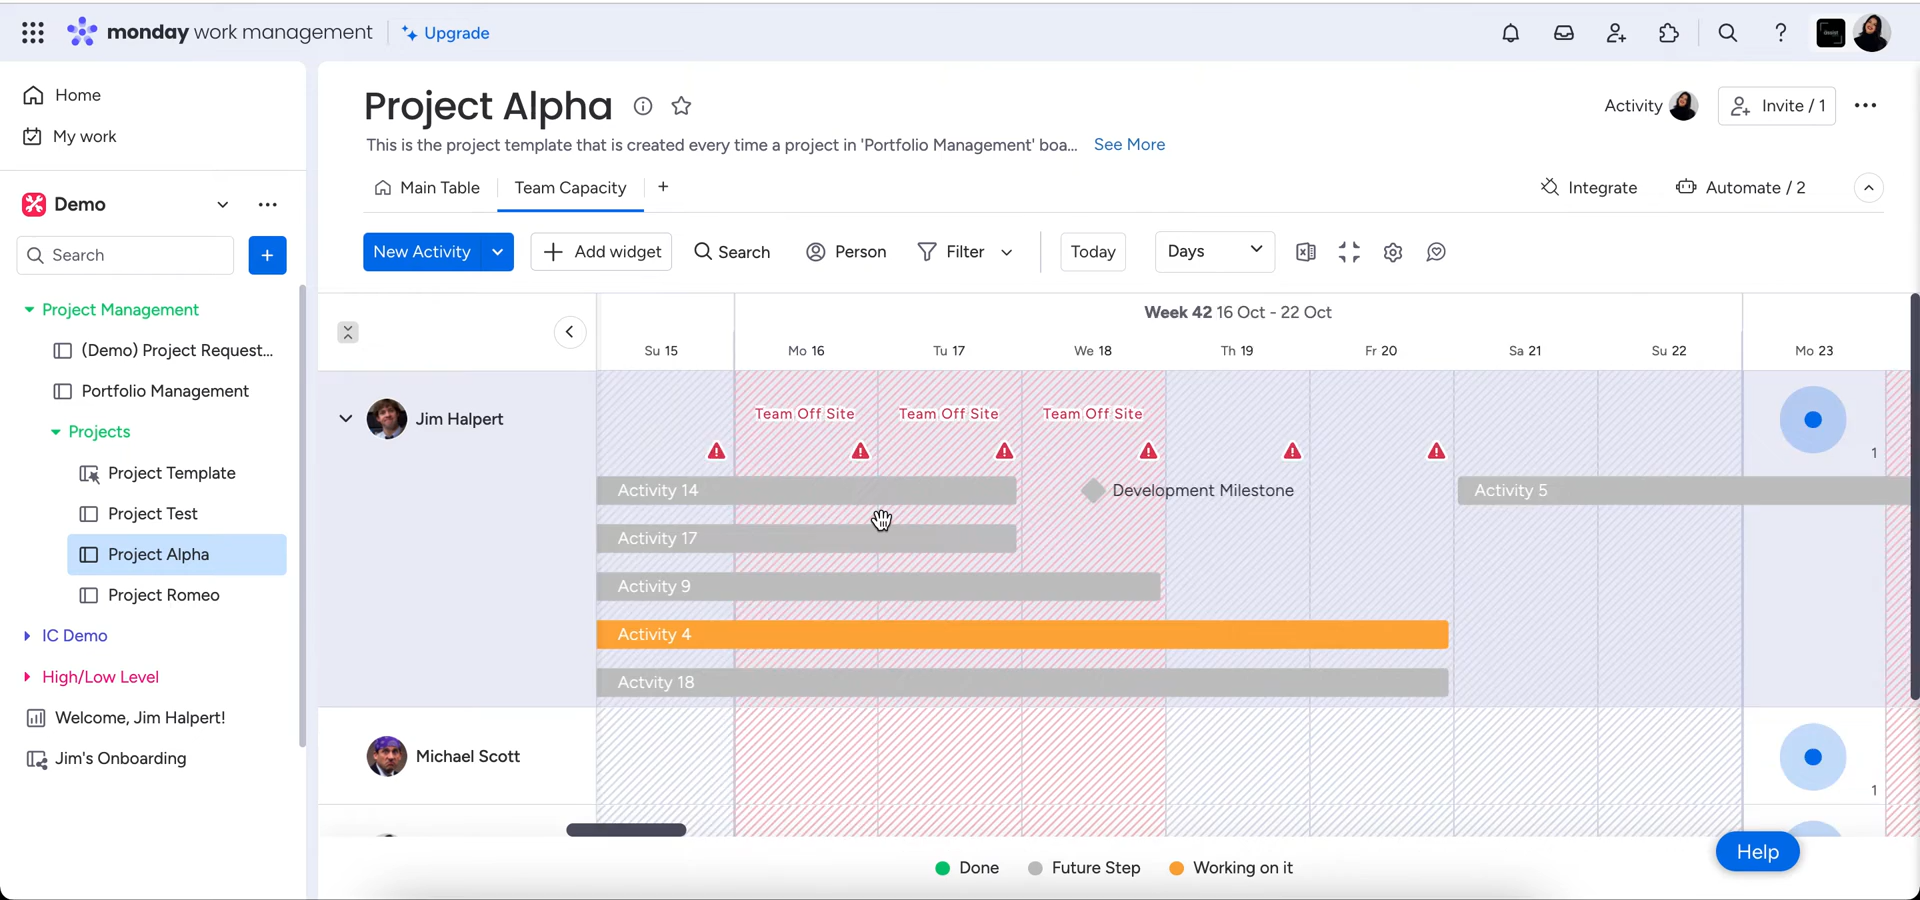 monday work management
Upgrade
Home
My work
Demo
Search
Project Management
(Demo) Project Request...
Portfolio Management
Projects
Project Template
Project Test
Project Alpha
Project Romeo
IC Demo
High/Low Level
Welcome, Jim Halpert!
Jim's Onboarding
Project Alpha
Activity
Invite / 1
This is the project template that is created every time a project in 'Portfolio Management' boa... See More
Main Table
Team Capacity
Integrate
Automate / 2
New Activity
Add widget
Search
Person
Filter
Today
Days
Week 42 16 Oct - 22 Oct
Su 15
Mo 16
Tu 17
We 18
Th 19
Fr 20
Sa 21
Su 22
Mo 23
Jim Halpert
Team Off Site
Team Off Site
Team Off Site
1
Activity 14
Development Milestone
Activity 5
Activity 17
Activity 9
Activity 4
Actvity 18
Michael Scott
1
Done
Future Step
Working on it
Help